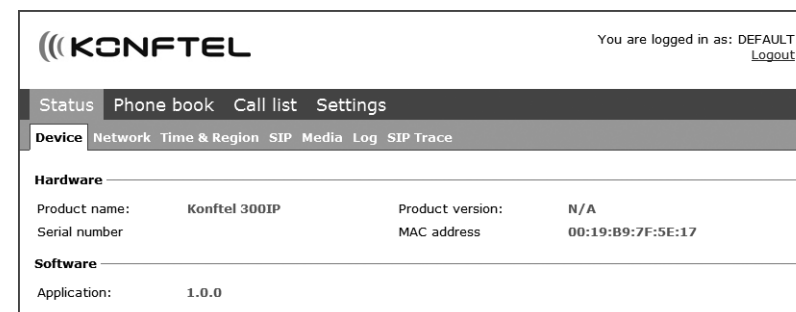 KONFTEL
You are logged in as: DEFAULT
Logout
Status Phone book Call list Settings
Device Network Time & Region SIP Media Log SIP Trace
Hardware
Product name: Konftel 300IP Product version: N/A
Serial number MAC address 00:19:B9:7F:5E:17
Software
Application: 1.0.0